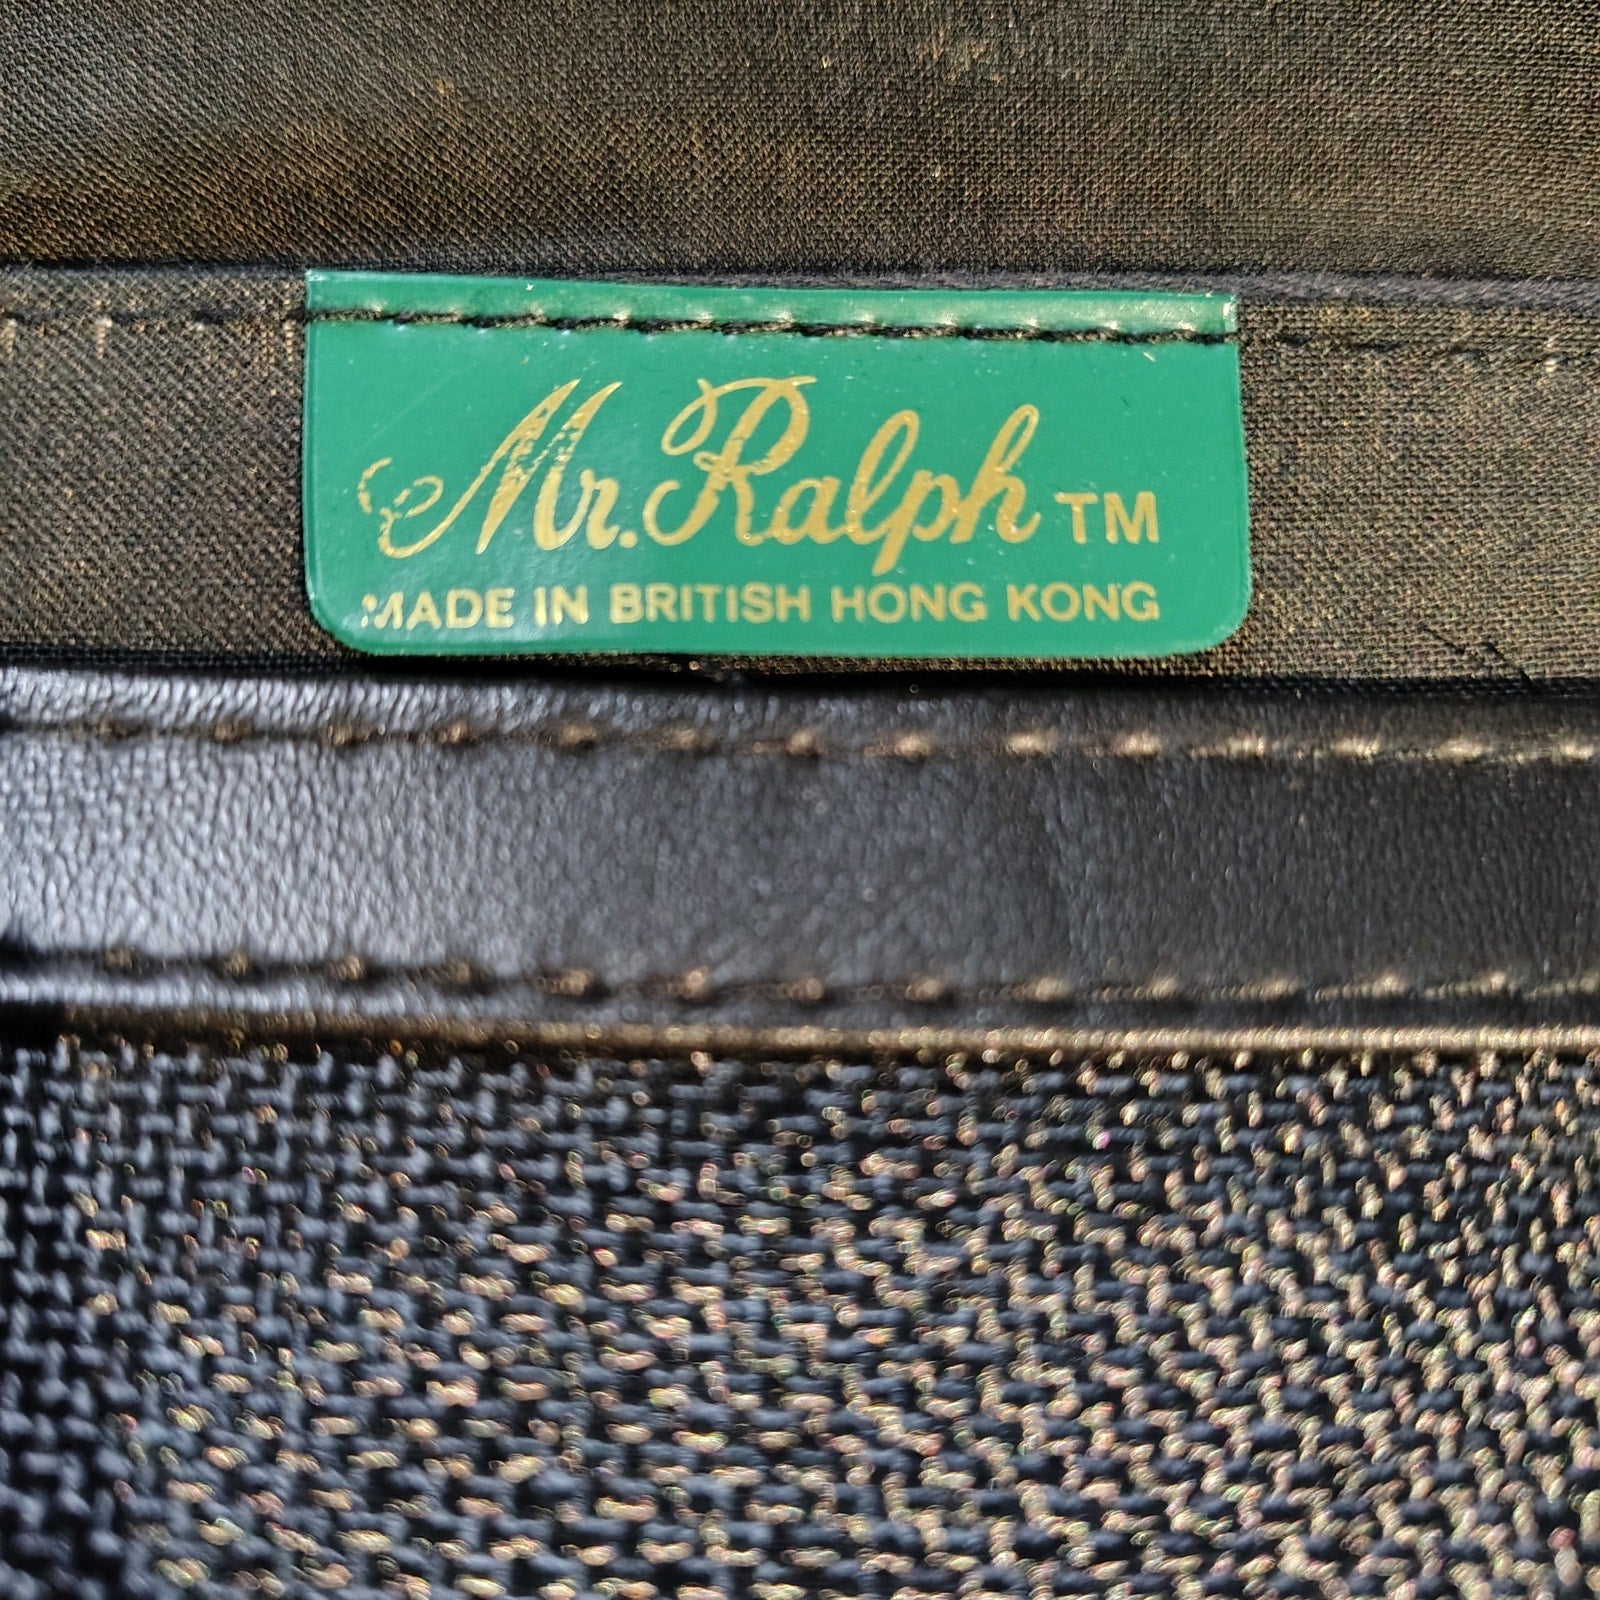 Mr. Ralph TM
MADE IN BRITISH HONG KONG